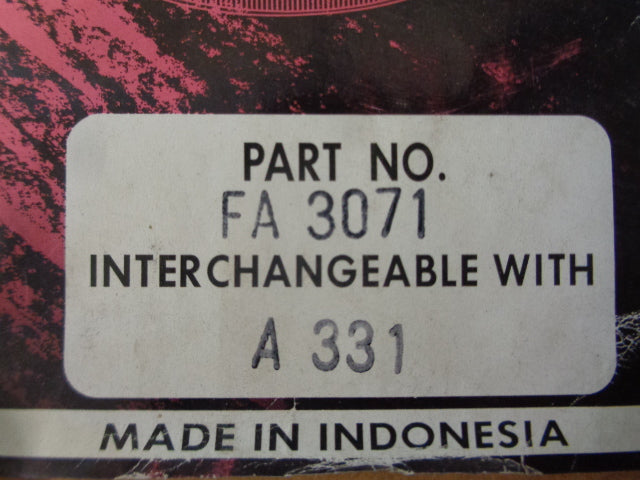 PART NO.
FA 3071
INTERCHANGEABLE WITH
A 331
MADE IN INDONESIA